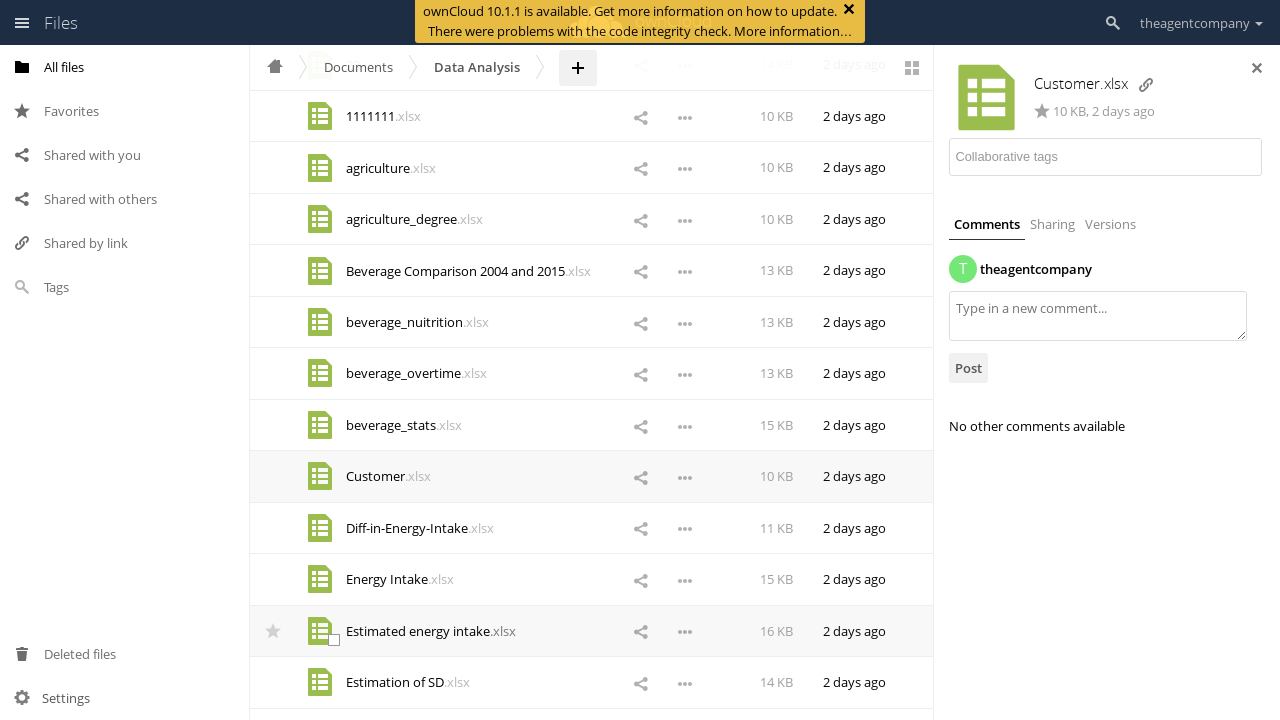 Files
ownCloud 10.1.1 is available. Get more information on how to update.
There were problems with the code integrity check. More information…
theagentcompany
All files
Favorites
Shared with you
Shared with others
Shared by link
Tags
Deleted files
Settings
Documents
Data Analysis
2 days ago
1111111.xlsx 10 KB 2 days ago
agriculture.xlsx 10 KB 2 days ago
agriculture_degree.xlsx 10 KB 2 days ago
Beverage Comparison 2004 and 2015.xlsx 13 KB 2 days ago
beverage_nuitrition.xlsx 13 KB 2 days ago
beverage_overtime.xlsx 13 KB 2 days ago
beverage_stats.xlsx 15 KB 2 days ago
Customer.xlsx 10 KB 2 days ago
Diff-in-Energy-Intake.xlsx 11 KB 2 days ago
Energy Intake.xlsx 15 KB 2 days ago
Estimated energy intake.xlsx 16 KB 2 days ago
Estimation of SD.xlsx 14 KB 2 days ago
Customer.xlsx
10 KB, 2 days ago
Collaborative tags
Comments Sharing Versions
T theagentcompany
Type in a new comment...
Post
No other comments available